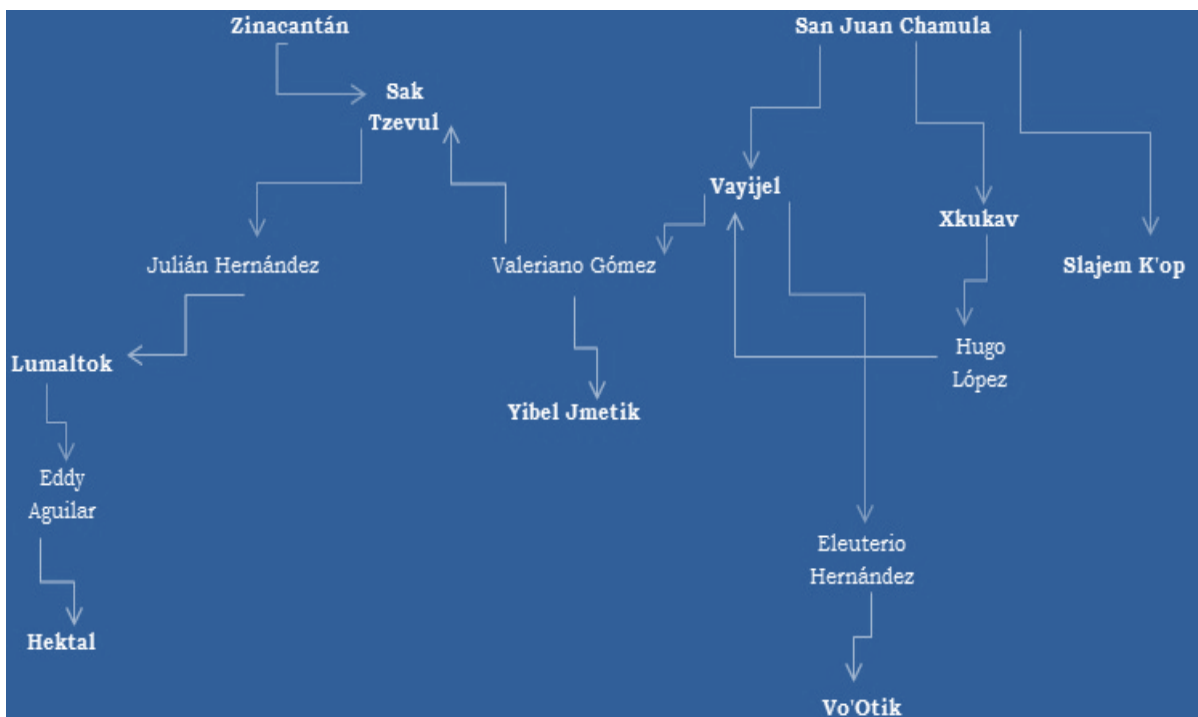 Zinacantán
San Juan Chamula
Sak
Tzevul
Vayijel
Xkukav
Julián Hernández
Valeriano Gómez
Slajem K'op
Hugo
López
Lumaltok
Yibel Jmetik
Eddy
Aguilar
Eleuterio
Hernández
Hektal
Vo'Otik